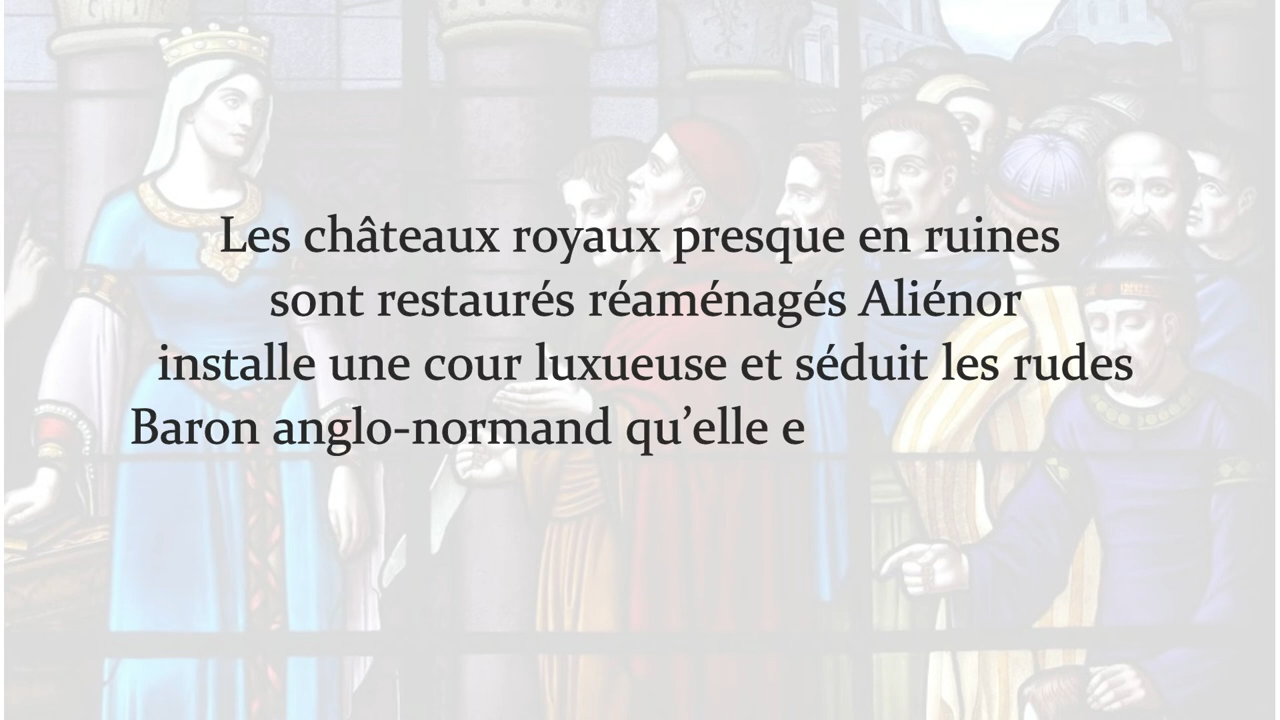 Les châteaux royaux presque en ruines
sont restaurés réaménagés Aliénor
installe une cour luxueuse et séduit les rudes
Baron anglo-normand qu’elle e